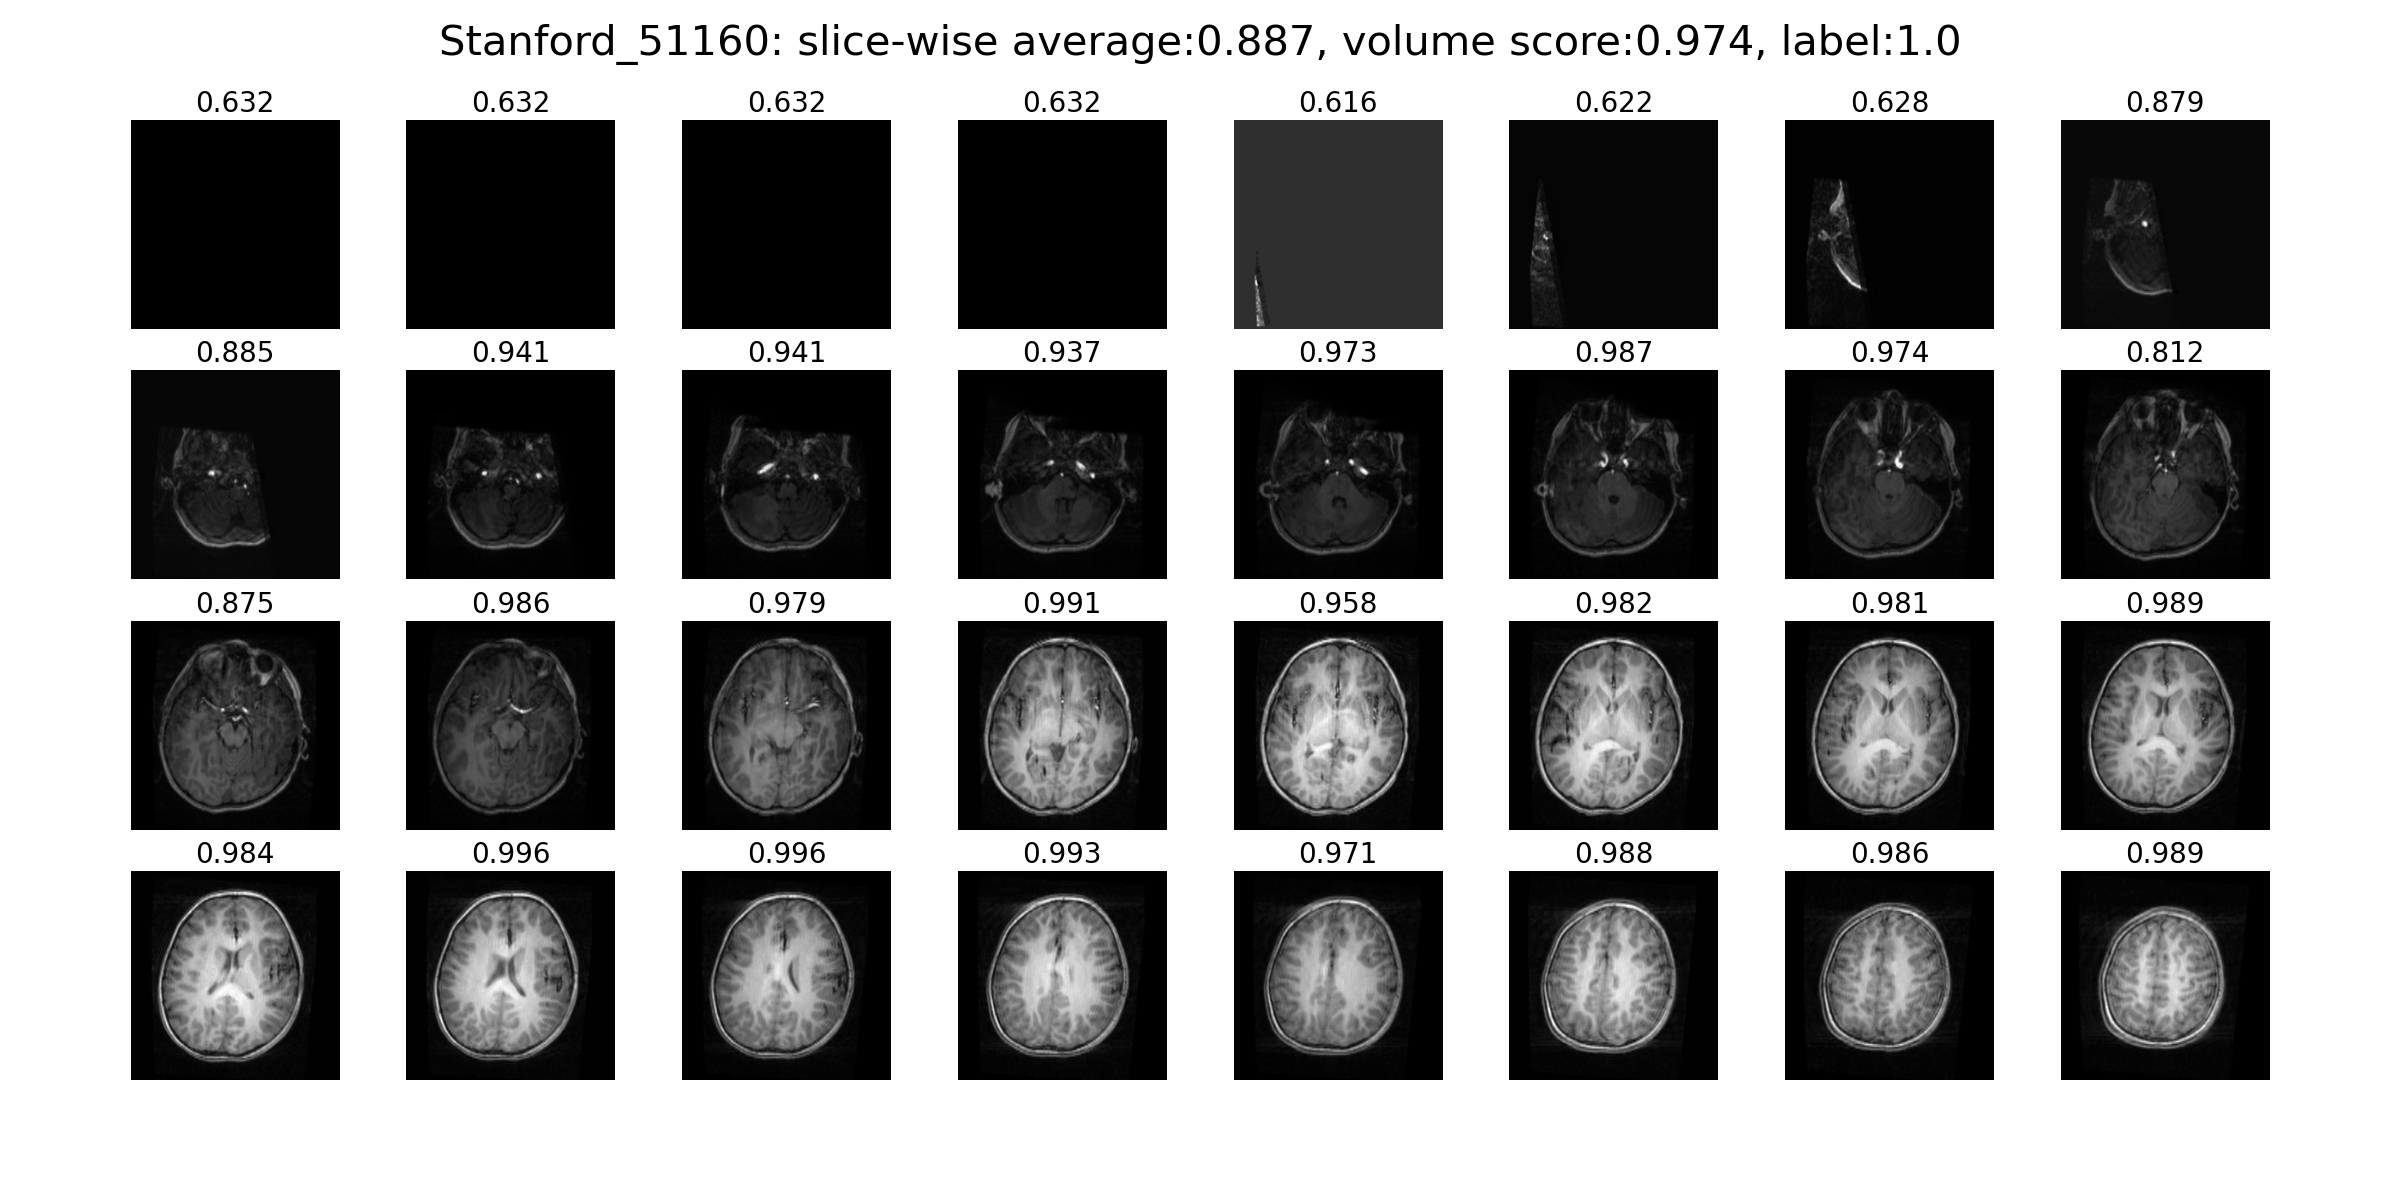 Stanford_51160: slice-wise average:0.887, volume score:0.974, label:1.0
0.632 0.632 0.632 0.632 0.616 0.622 0.628 0.879
0.885 0.941 0.941 0.937 0.973 0.987 0.974 0.812
0.875 0.986 0.979 0.991 0.958 0.982 0.981 0.989
0.984 0.996 0.996 0.993 0.971 0.988 0.986 0.989